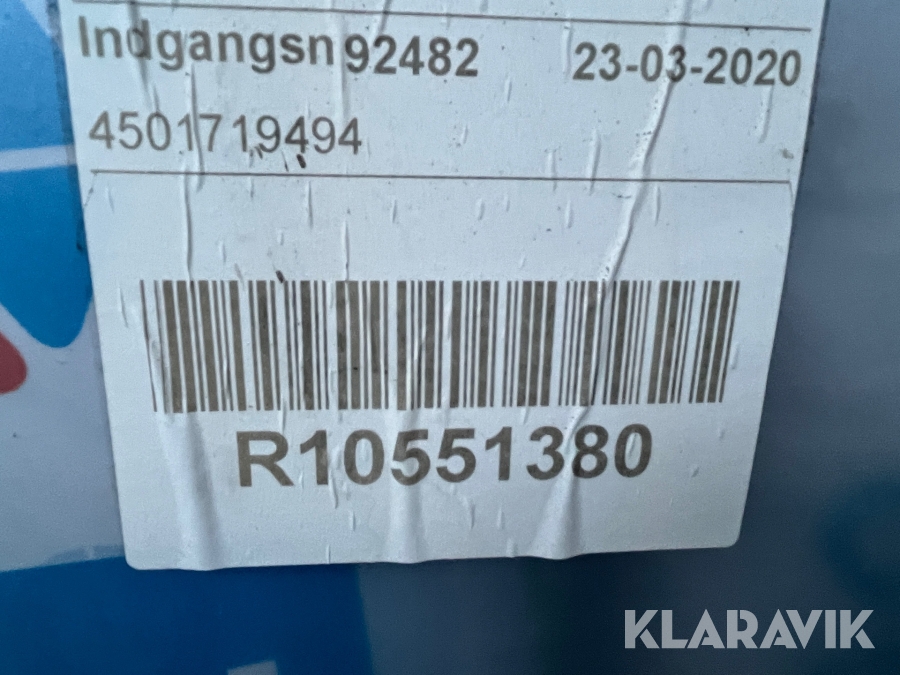 Indgangsn 92482 23-03-2020
4501719494
R10551380
KLARAVIK